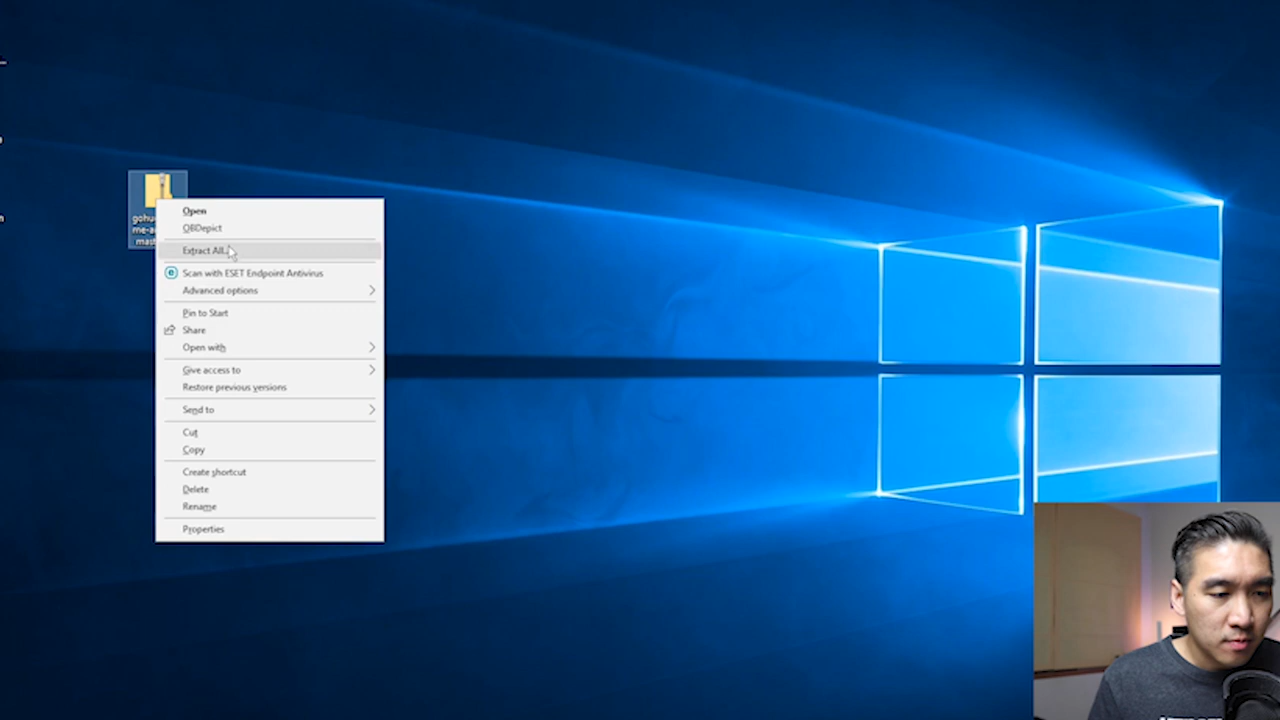 Open
OBDepict
Extract All...
Scan with ESET Endpoint Antivirus
Advanced options
Pin to Start
Share
Open with
Give access to
Restore previous versions
Send to
Cut
Copy
Create shortcut
Delete
Rename
Properties